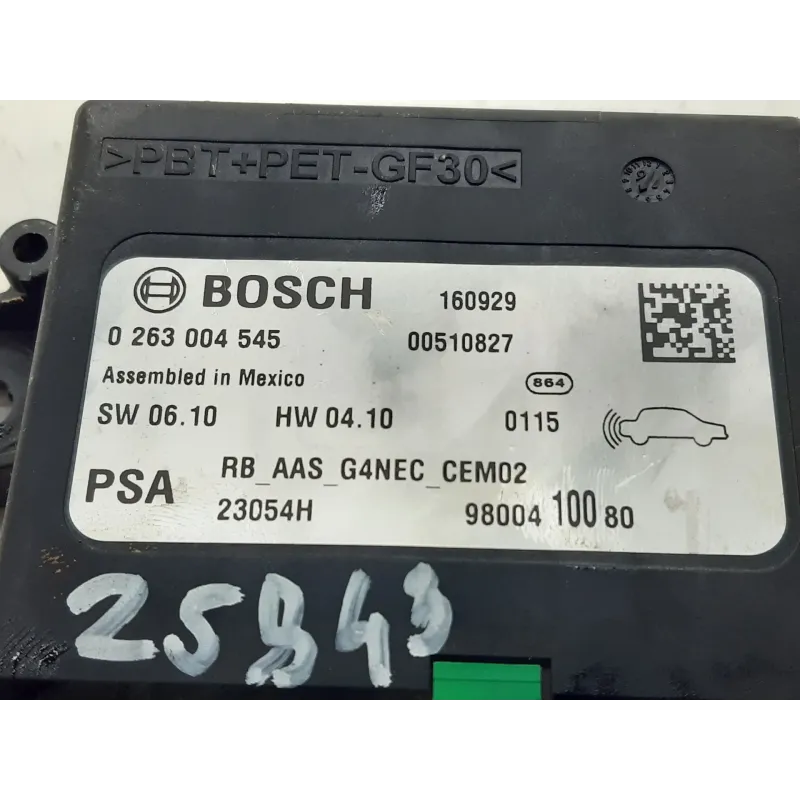 >PBT+PET-GF30<
BOSCH 160929
0 263 004 545 00510827
Assembled in Mexico 864
SW 06.10 HW 04.10 0115
PSA RB_AAS_G4NEC_CEM02
23054H 98004 100 80